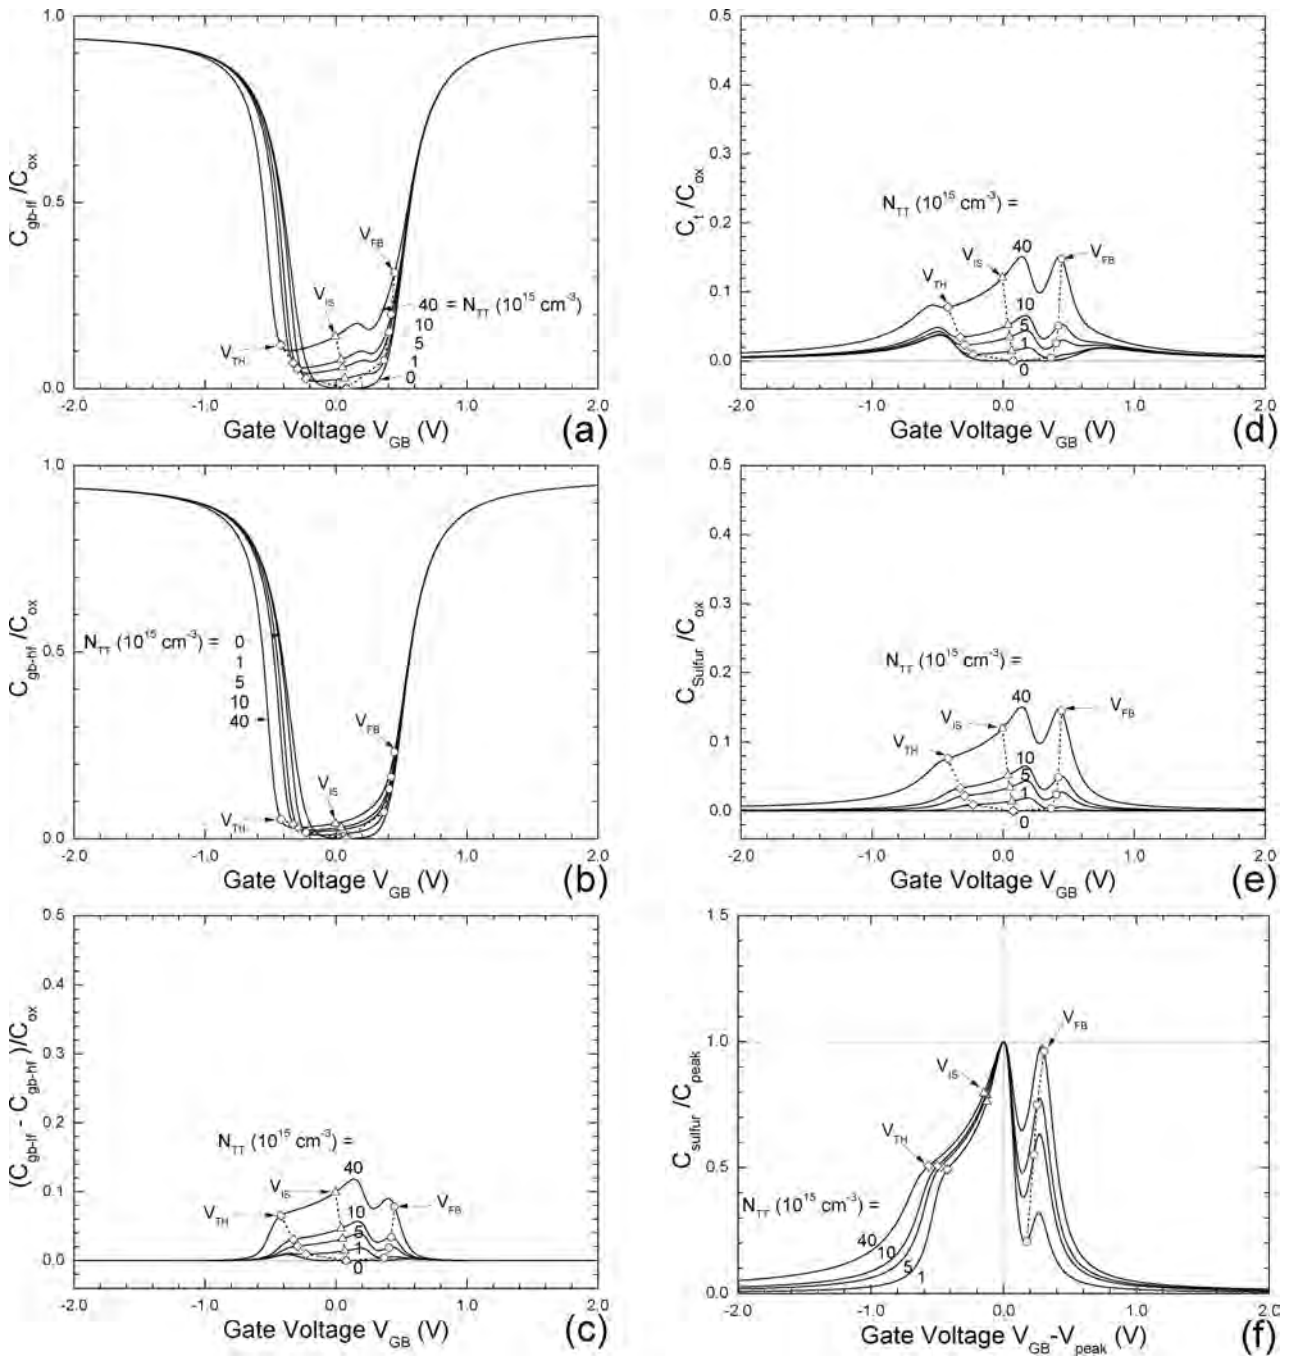 1.0
0.5
0.0
C_gb-lf /C_ox
V_FB
V_IS
V_TH
40 = N_TT (10^15 cm^-3)
10
5
1
0
-2.0 -1.0 0.0 1.0 2.0
Gate Voltage V_GB (V)
(a)
1.0
0.5
0.0
C_gb-hf /C_ox
N_TT (10^15 cm^-3) = 0
1
5
10
40
V_FB
V_IS
V_TH
-2.0 -1.0 0.0 1.0 2.0
Gate Voltage V_GB (V)
(b)
0.5
0.4
0.3
0.2
0.1
0.0
(C_gb-lf - C_gb-hf)/C_ox
N_TT (10^15 cm^-3) =
40
V_IS
V_TH
V_FB
10
5
1
0
-2.0 -1.0 0.0 1.0 2.0
Gate Voltage V_GB (V)
(c)
0.5
0.4
0.3
0.2
0.1
0.0
C_t/C_ox
N_TT (10^15 cm^-3) =
40
V_IS
V_FB
V_TH
10
5
1
0
-2.0 -1.0 0.0 1.0 2.0
Gate Voltage V_GB (V)
(d)
0.5
0.4
0.3
0.2
0.1
0.0
C_Sulfur /C_ox
N_TT (10^15 cm^-3) =
40
V_IS
V_FB
V_TH
10
5
1
0
-2.0 -1.0 0.0 1.0 2.0
Gate Voltage V_GB (V)
(e)
1.5
1.0
0.5
0.0
C_sulfur /C_peak
V_FB
V_IS
V_TH
N_TT (10^15 cm^-3) =
40
10
5
1
-2.0 -1.0 0.0 1.0 2.0
Gate Voltage V_GB-V_peak (V)
(f)